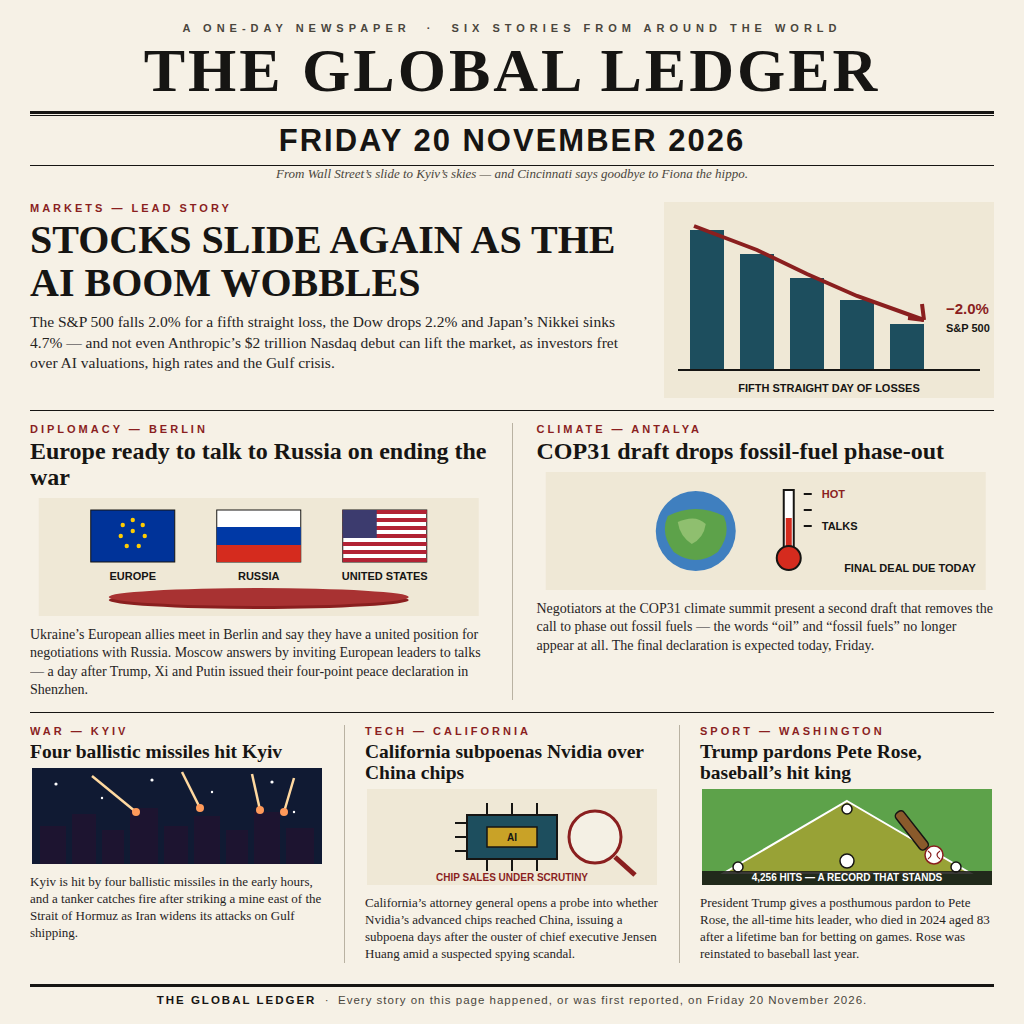 A ONE-DAY NEWSPAPER · SIX STORIES FROM AROUND THE WORLD
THE GLOBAL LEDGER
FRIDAY 20 NOVEMBER 2026
From Wall Street’s slide to Kyiv’s skies — and Cincinnati says goodbye to Fiona the hippo.
MARKETS — LEAD STORY
STOCKS SLIDE AGAIN AS THE
AI BOOM WOBBLES
The S&P 500 falls 2.0% for a fifth straight loss, the Dow drops 2.2% and Japan’s Nikkei sinks
4.7% — and not even Anthropic’s $2 trillion Nasdaq debut can lift the market, as investors fret
over AI valuations, high rates and the Gulf crisis.
−2.0%
S&P 500
FIFTH STRAIGHT DAY OF LOSSES
DIPLOMACY — BERLIN
Europe ready to talk to Russia on ending the
war
EUROPE
RUSSIA
UNITED STATES
Ukraine’s European allies meet in Berlin and say they have a united position for
negotiations with Russia. Moscow answers by inviting European leaders to talks
— a day after Trump, Xi and Putin issued their four-point peace declaration in
Shenzhen.
CLIMATE — ANTALYA
COP31 draft drops fossil-fuel phase-out
HOT
TALKS
FINAL DEAL DUE TODAY
Negotiators at the COP31 climate summit present a second draft that removes the
call to phase out fossil fuels — the words “oil” and “fossil fuels” no longer
appear at all. The final declaration is expected today, Friday.
WAR — KYIV
Four ballistic missiles hit Kyiv
Kyiv is hit by four ballistic missiles in the early hours,
and a tanker catches fire after striking a mine east of the
Strait of Hormuz as Iran widens its attacks on Gulf
shipping.
TECH — CALIFORNIA
California subpoenas Nvidia over
China chips
AI
CHIP SALES UNDER SCRUTINY
California’s attorney general opens a probe into whether
Nvidia’s advanced chips reached China, issuing a
subpoena days after the ouster of chief executive Jensen
Huang amid a suspected spying scandal.
SPORT — WASHINGTON
Trump pardons Pete Rose,
baseball’s hit king
4,256 HITS — A RECORD THAT STANDS
President Trump gives a posthumous pardon to Pete
Rose, the all-time hits leader, who died in 2024 aged 83
after a lifetime ban for betting on games. Rose was
reinstated to baseball last year.
THE GLOBAL LEDGER · Every story on this page happened, or was first reported, on Friday 20 November 2026.